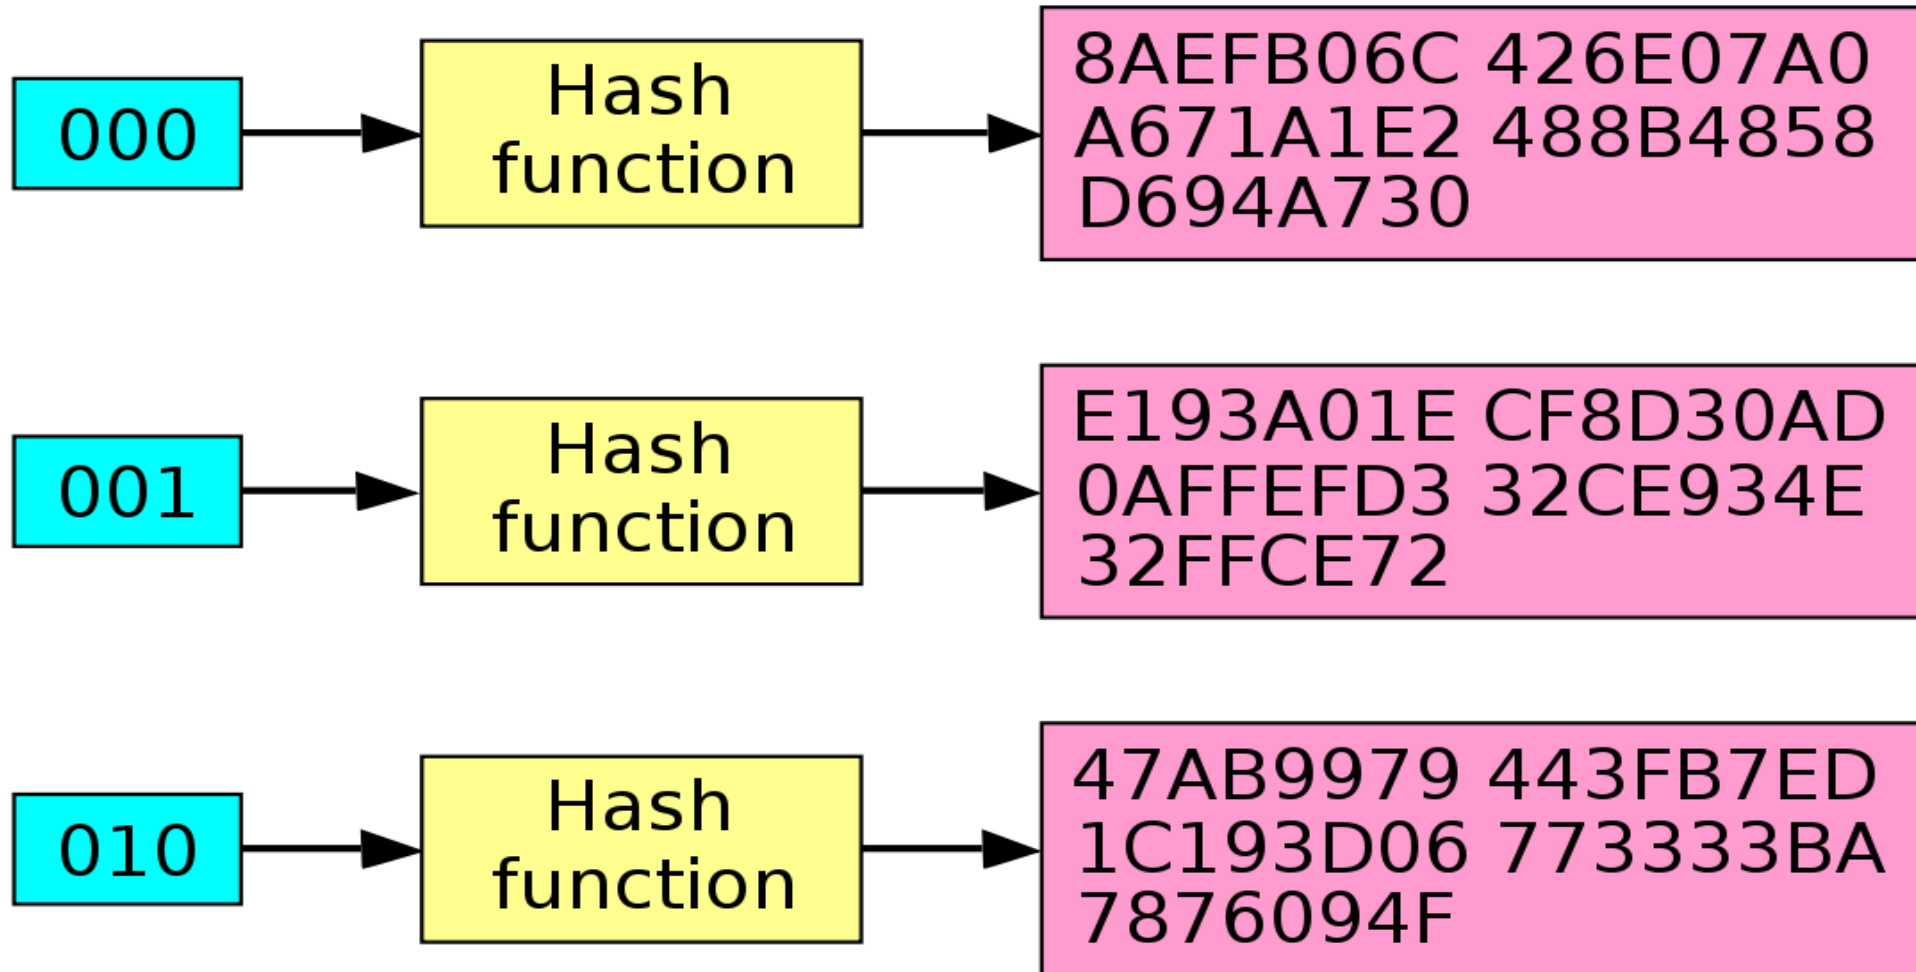 000
Hash
function
8AEFB06C 426E07A0
A671A1E2 488B4858
D694A730
001
Hash
function
E193A01E CF8D30AD
0AFFEFD3 32CE934E
32FFCE72
010
Hash
function
47AB9979 443FB7ED
1C193D06 773333BA
7876094F